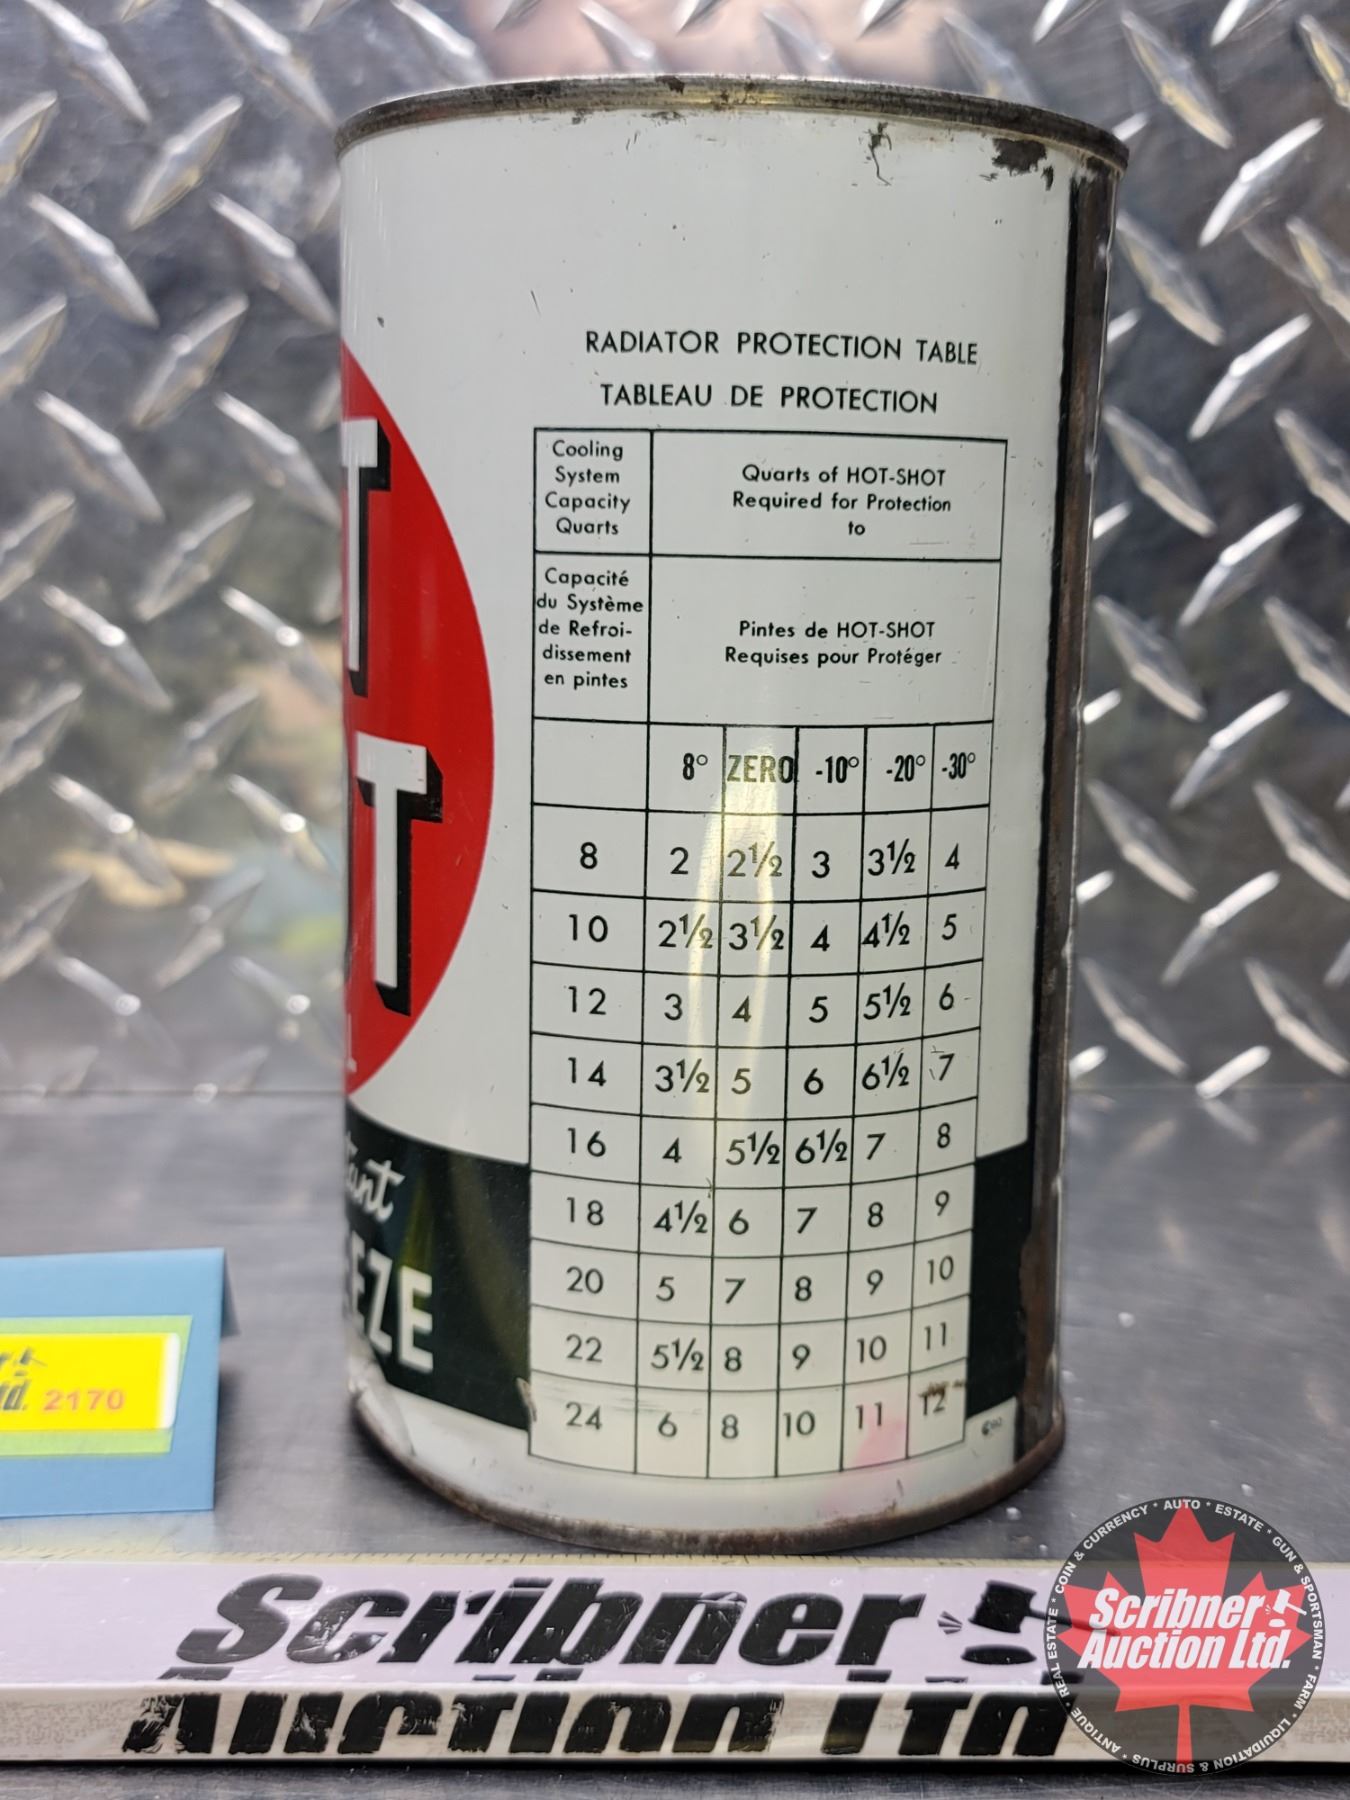 RADIATOR PROTECTION TABLE
TABLEAU DE PROTECTION
Cooling
System
Capacity
Quarts
Quarts of HOT-SHOT
Required for Protection
to
Capacité
du Système
de Refroi-
dissement
en pintes
Pintes de HOT-SHOT
Requises pour Protéger
8° ZERO -10° -20° -30°
8 2 2½ 3 3½ 4
10 2½ 3½ 4 4½ 5
12 3 4 5 5½ 6
14 3½ 5 6 6½ 7
16 4 5½ 6½ 7 8
18 4½ 6 7 8 9
20 5 7 8 9 10
22 5½ 8 9 10 11
24 6 8 10 11 12
2170
Scribner
Auction Ltd
Scribner
Auction Ltd.
REAL ESTATE * COIN & CURRENCY * AUTO * ESTATE * GUN & SPORTSMAN * FARM * LIQUIDATION & SURPLUS * ANTIQUE *